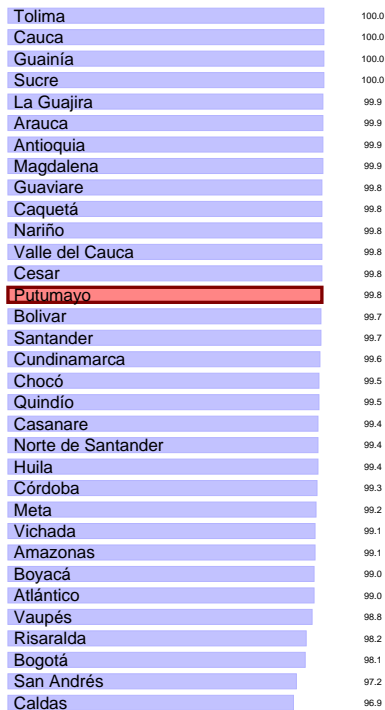 Tolima 100.0
Cauca 100.0
Guainía 100.0
Sucre 100.0
La Guajira 99.9
Arauca 99.9
Antioquia 99.9
Magdalena 99.9
Guaviare 99.8
Caquetá 99.8
Nariño 99.8
Valle del Cauca 99.8
Cesar 99.8
Putumayo 99.8
Bolivar 99.7
Santander 99.7
Cundinamarca 99.6
Chocó 99.5
Quindío 99.5
Casanare 99.4
Norte de Santander 99.4
Huila 99.4
Córdoba 99.3
Meta 99.2
Vichada 99.1
Amazonas 99.1
Boyacá 99.0
Atlántico 99.0
Vaupés 98.8
Risaralda 98.2
Bogotá 98.1
San Andrés 97.2
Caldas 96.9